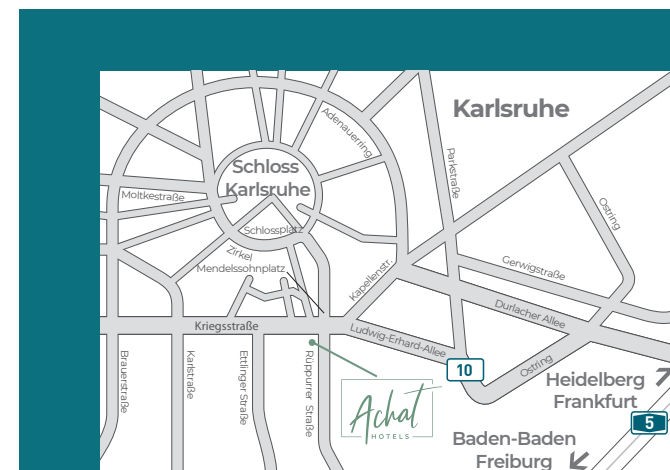 Karlsruhe
Adenauerring
Parkstraße
Schloss
Karlsruhe
Moltkestraße
Ostring
Schlossplatz
Zirkel
Mendelssohnplatz
Kapellenstr.
Gerwigstraße
Durlacher Allee
Kriegsstraße
Ludwig-Erhard-Allee
Brauerstraße
Karlstraße
Ettlinger Straße
Rüppurrer Straße
10
Ostring
Heidelberg
Frankfurt
Achat
HOTELS
5
Baden-Baden
Freiburg